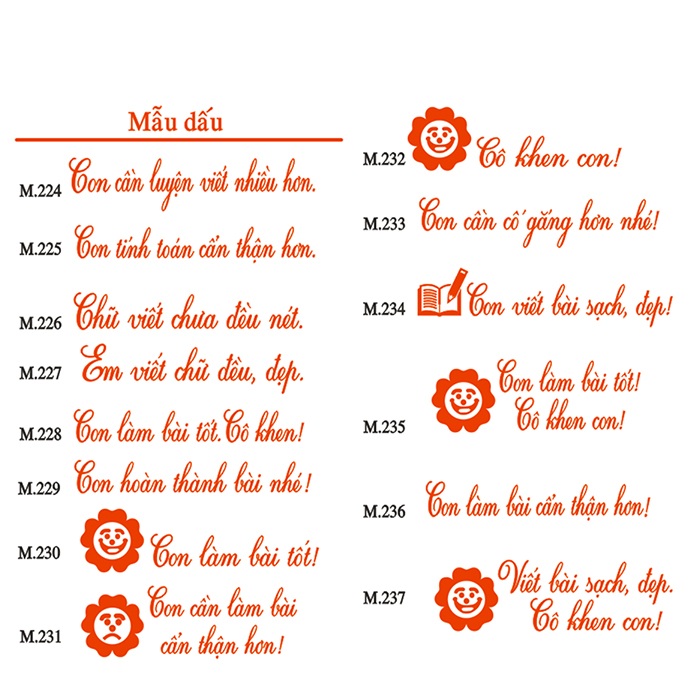 Mẫu dấu
M.224 Con cần luyện viết nhiều hơn.
M.225 Con tính toán cẩn thận hơn.
M.226 Chữ viết chưa đều nét.
M.227 Em viết chữ đều, đẹp.
M.228 Con làm bài tốt. Cô khen!
M.229 Con hoàn thành bài nhé!
M.230 Con làm bài tốt!
M.231 Con cần làm bài
cẩn thận hơn!
M.232 Cô khen con!
M.233 Con cần cố gắng hơn nhé!
M.234 Con viết bài sạch, đẹp!
M.235 Con làm bài tốt!
Cô khen con!
M.236 Con làm bài cẩn thận hơn!
M.237 Viết bài sạch, đẹp.
Cô khen con!